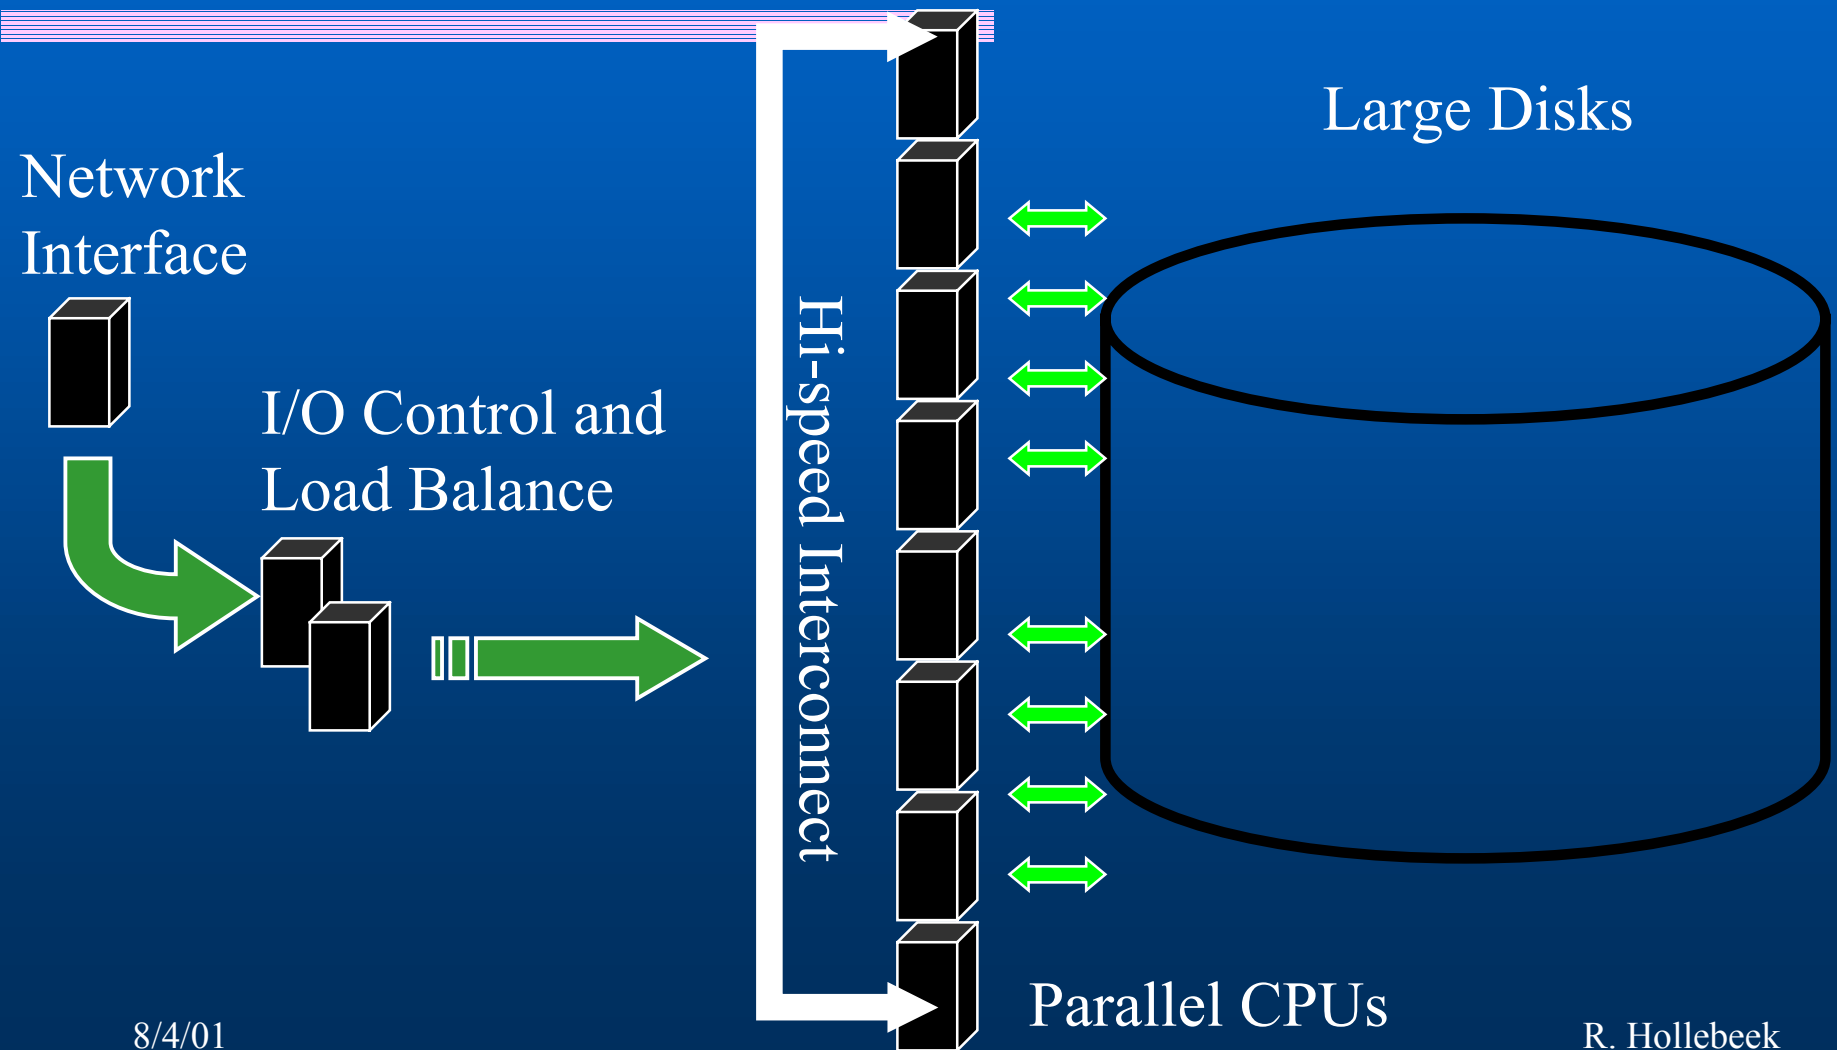 Large Disks
Network
Interface
I/O Control and
Load Balance
Hi-speed Interconnect
Parallel CPUs
8/4/01
R. Hollebeek